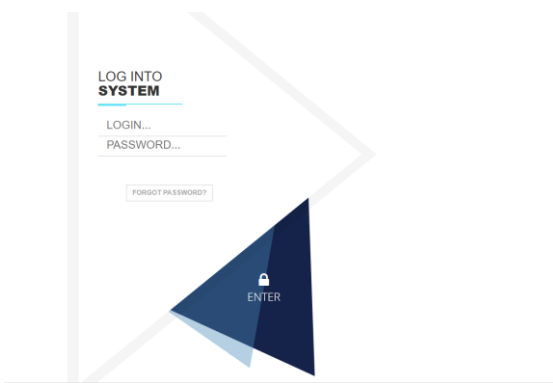 LOG INTO
SYSTEM
LOGIN...
PASSWORD...
FORGOT PASSWORD?
ENTER